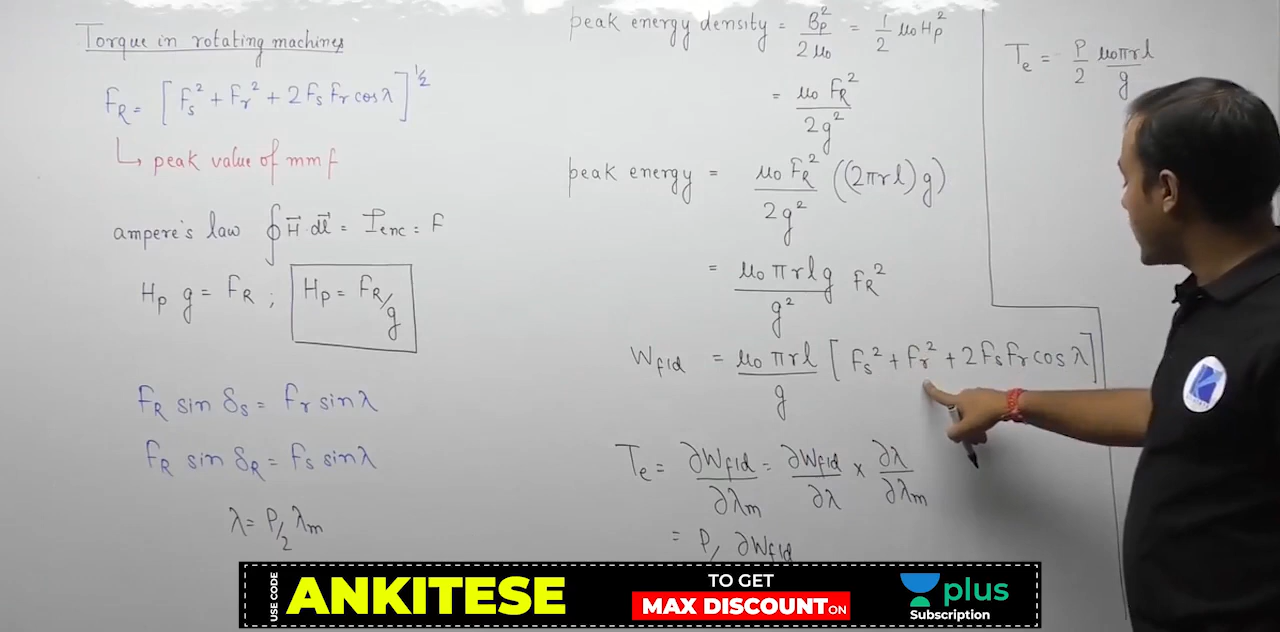 Torque in rotating machines
F_R = [F_s² + F_r² + 2F_s F_r cos λ]^½
↳ peak value of mmf
ampere's law ∮ H⃗·dl⃗ = I_enc = F
H_p g = F_R ; H_p = F_R/g
F_R sin δ_s = F_r sin λ
F_R sin δ_R = F_s sin λ
λ = P/2 λ_m
peak energy density = B_p²/2μ₀ = 1/2 μ₀ H_p²
= μ₀ F_R²/2g²
peak energy = μ₀ F_R²/2g² ((2πrl) g)
= μ₀ πrlg/g² F_R²
W_fld = μ₀ πrl/g [F_s² + F_r² + 2F_s F_r cos λ]
T_e = ∂W_fld/∂λ_m = ∂W_fld/∂λ × ∂λ/∂λ_m
= P/ ∂W_fld
T_e = - P/2 μ₀πrl/g
USE CODE
ANKITESE
TO GET
MAX DISCOUNT ON
plus
Subscription